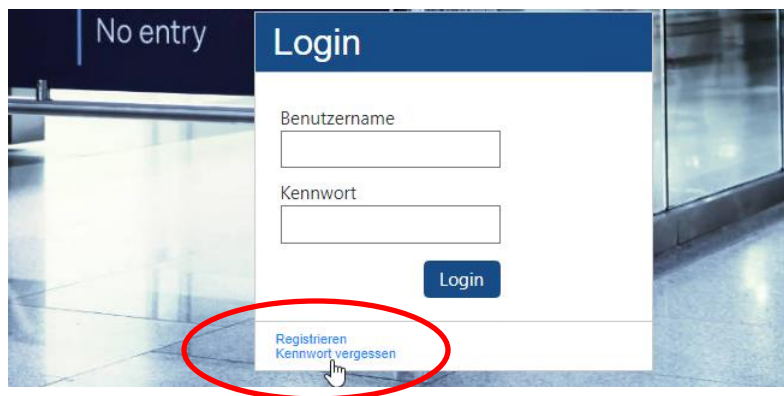 No entry
Login
Benutzername
Kennwort
Login
Registrieren
Kennwort vergessen